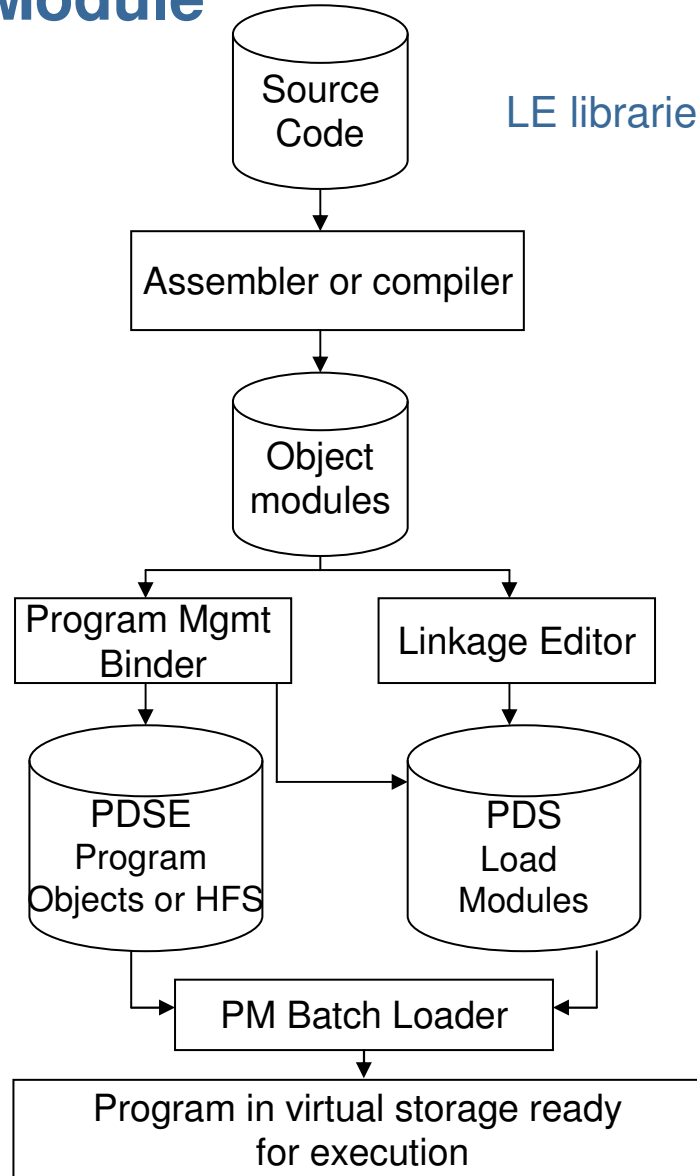 Module
Source
Code
LE librarie
Assembler or compiler
Object
modules
Program Mgmt
Binder
Linkage Editor
PDSE
Program
Objects or HFS
PDS
Load
Modules
PM Batch Loader
Program in virtual storage ready
for execution